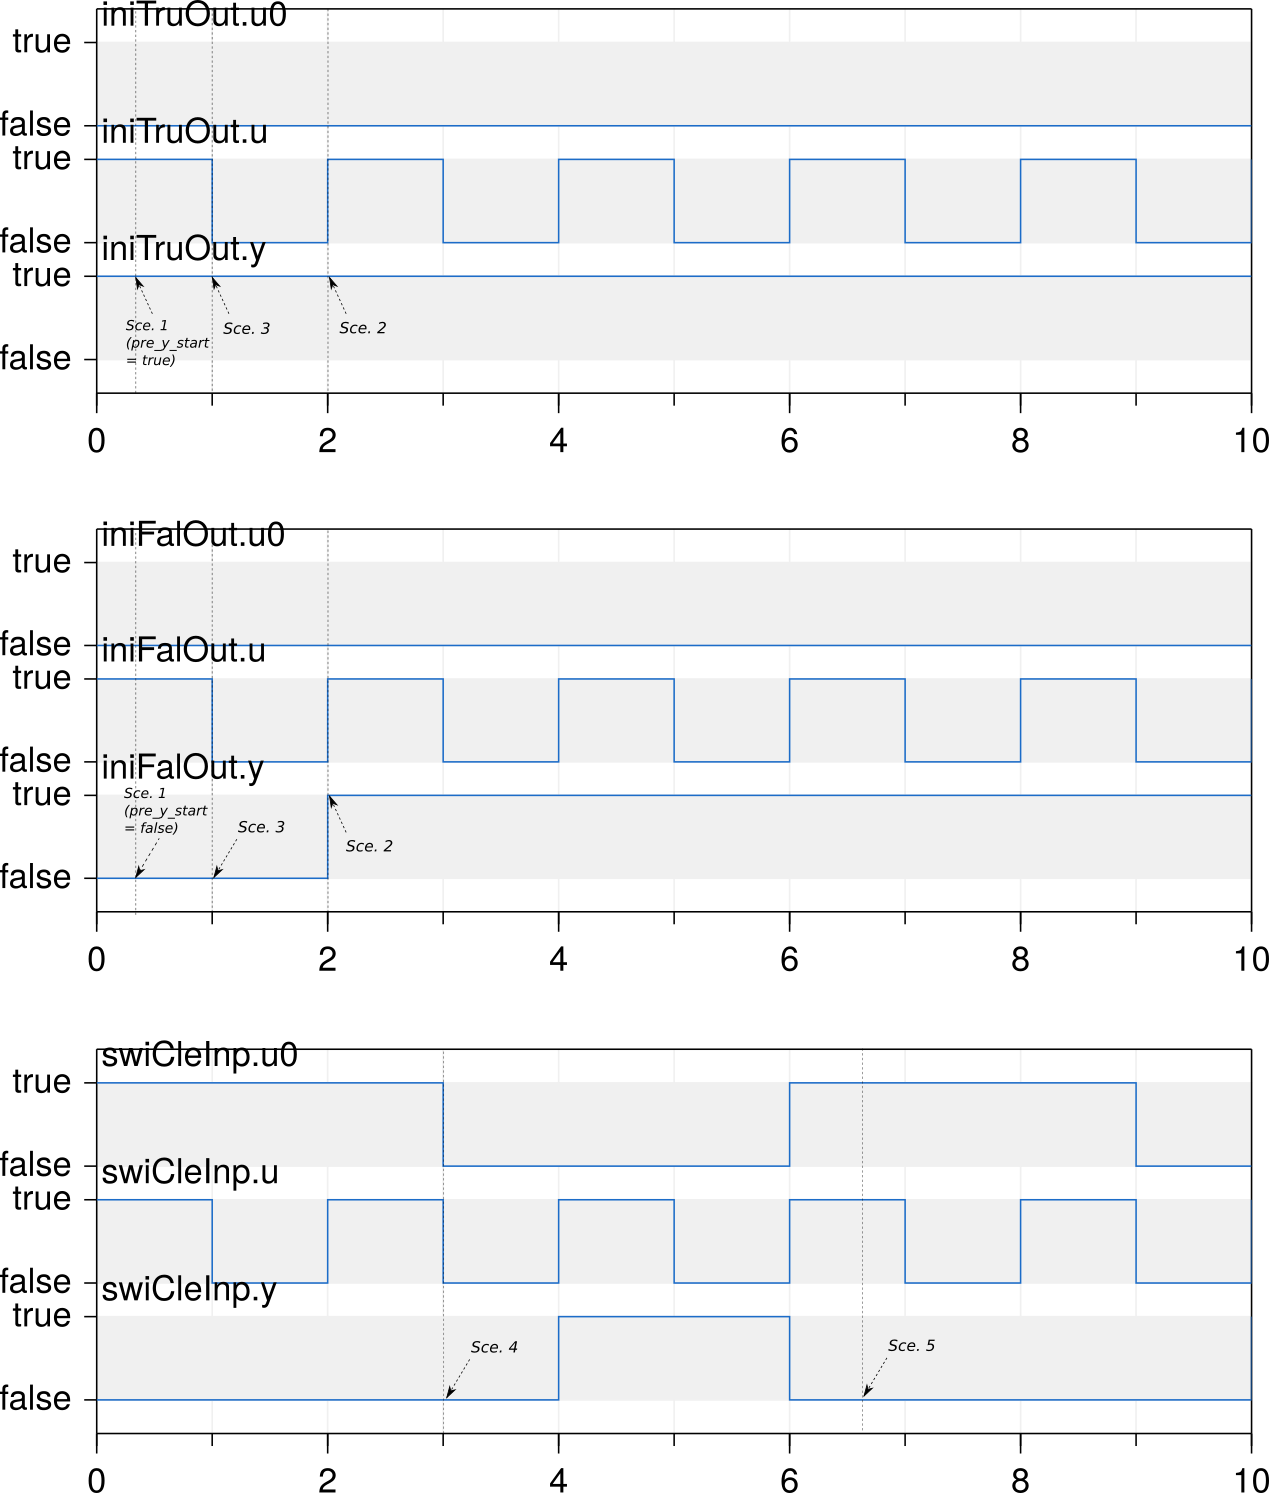 iniTruOut.u0
true
false
iniTruOut.u
true
false
iniTruOut.y
true
Sce. 1
(pre_y_start
= true)
Sce. 3
Sce. 2
false
0 2 4 6 8 10
iniFalOut.u0
true
false
iniFalOut.u
true
false
iniFalOut.y
true
Sce. 1
(pre_y_start
= false)
Sce. 3
Sce. 2
false
0 2 4 6 8 10
swiCleInp.u0
true
false
swiCleInp.u
true
false
swiCleInp.y
true
Sce. 4
Sce. 5
false
0 2 4 6 8 10